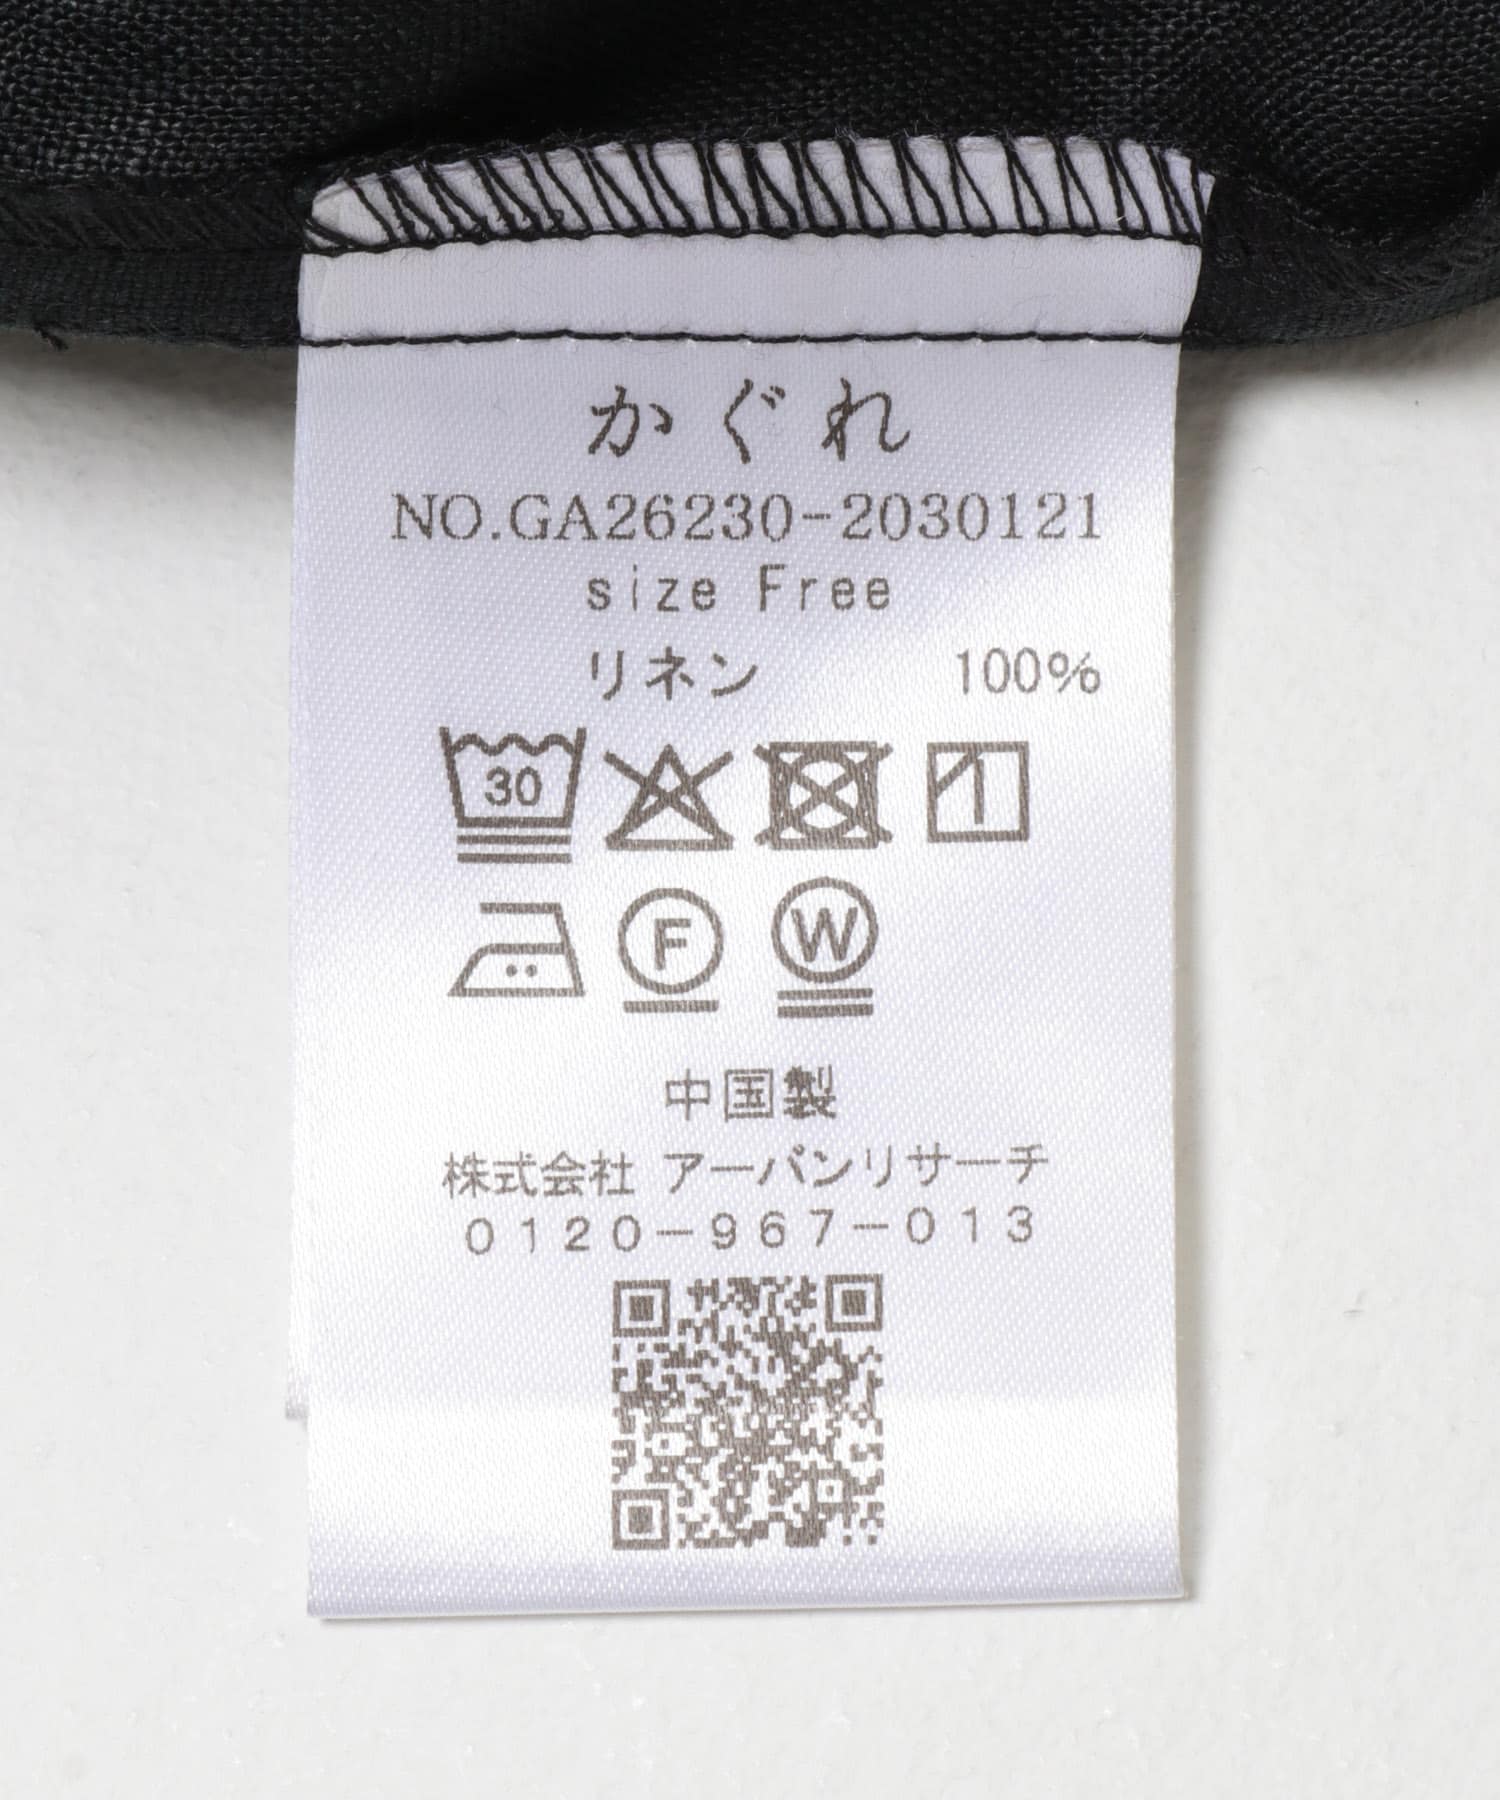 かぐれ
NO.GA26230-2030121
size Free
リネン 100%
30
F W
中国製
株式会社 アーバンリサーチ
0120-967-013